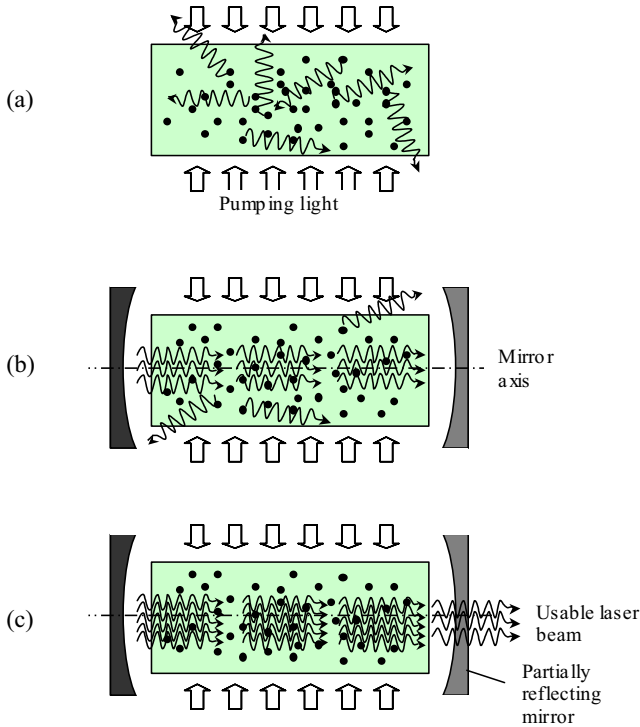 (a)
Pumping light
(b)
Mirror
axis
(c)
Usable laser
beam
Partially
reflecting
mirror